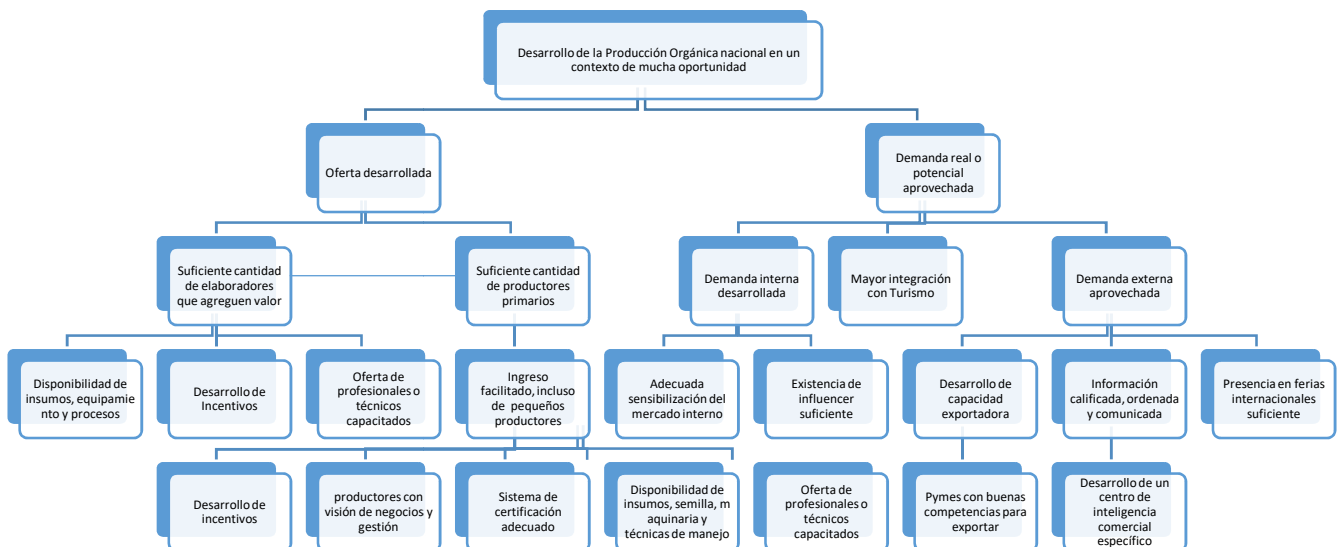 Desarrollo de la Producción Orgánica nacional en un
contexto de mucha oportunidad
Oferta desarrollada
Demanda real o
potencial
aprovechada
Suficiente cantidad
de elaboradores
que agreguen valor
Suficiente cantidad
de productores
primarios
Demanda interna
desarrollada
Mayor integración
con Turismo
Demanda externa
aprovechada
Disponibilidad de
insumos, equipamie
nto y procesos
Desarrollo de
Incentivos
Oferta de
profesionales o
técnicos
capacitados
Ingreso
facilitado, incluso
de pequeños
productores
Adecuada
sensibilización del
mercado interno
Existencia de
influencer
suficiente
Desarrollo de
capacidad
exportadora
Información
calificada, ordenada
y comunicada
Presencia en ferias
internacionales
suficiente
Desarrollo de
incentivos
productores con
visión de negocios y
gestión
Sistema de
certificación
adecuado
Disponibilidad de
insumos, semilla, m
aquinaria y
técnicas de manejo
Oferta de
profesionales o
técnicos
capacitados
Pymes con buenas
competencias para
exportar
Desarrollo de un
centro de
inteligencia
comercial
específico